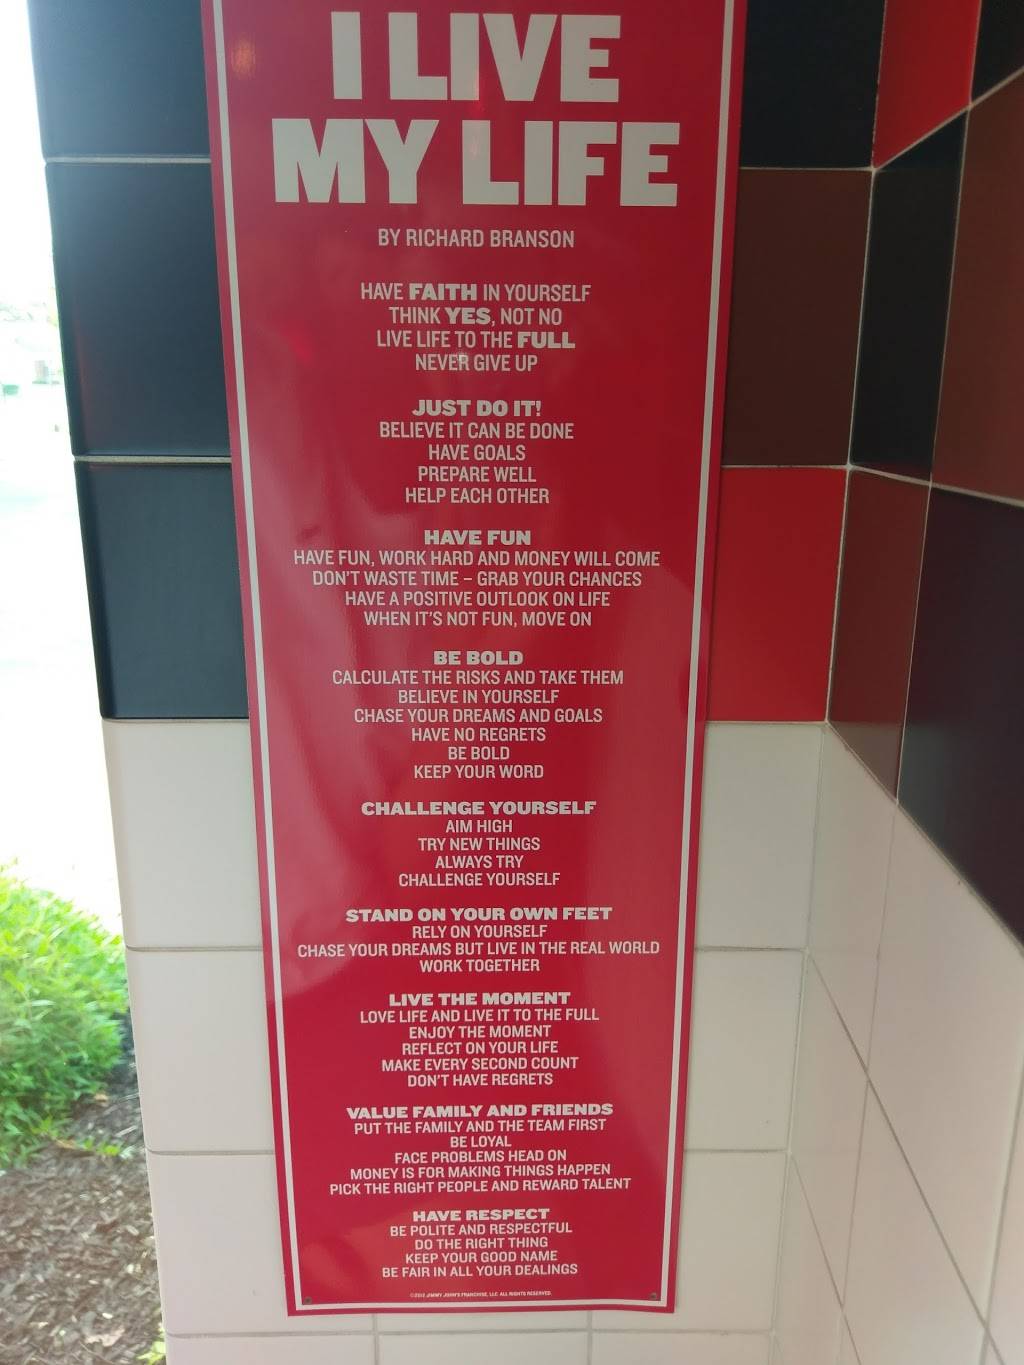 I LIVE
MY LIFE
BY RICHARD BRANSON
HAVE FAITH IN YOURSELF
THINK YES, NOT NO
LIVE LIFE TO THE FULL
NEVER GIVE UP
JUST DO IT!
BELIEVE IT CAN BE DONE
HAVE GOALS
PREPARE WELL
HELP EACH OTHER
HAVE FUN
HAVE FUN, WORK HARD AND MONEY WILL COME
DON'T WASTE TIME – GRAB YOUR CHANCES
HAVE A POSITIVE OUTLOOK ON LIFE
WHEN IT'S NOT FUN, MOVE ON
BE BOLD
CALCULATE THE RISKS AND TAKE THEM
BELIEVE IN YOURSELF
CHASE YOUR DREAMS AND GOALS
HAVE NO REGRETS
BE BOLD
KEEP YOUR WORD
CHALLENGE YOURSELF
AIM HIGH
TRY NEW THINGS
ALWAYS TRY
CHALLENGE YOURSELF
STAND ON YOUR OWN FEET
RELY ON YOURSELF
CHASE YOUR DREAMS BUT LIVE IN THE REAL WORLD
WORK TOGETHER
LIVE THE MOMENT
LOVE LIFE AND LIVE IT TO THE FULL
ENJOY THE MOMENT
REFLECT ON YOUR LIFE
MAKE EVERY SECOND COUNT
DON'T HAVE REGRETS
VALUE FAMILY AND FRIENDS
PUT THE FAMILY AND THE TEAM FIRST
BE LOYAL
FACE PROBLEMS HEAD ON
MONEY IS FOR MAKING THINGS HAPPEN
PICK THE RIGHT PEOPLE AND REWARD TALENT
HAVE RESPECT
BE POLITE AND RESPECTFUL
DO THE RIGHT THING
KEEP YOUR GOOD NAME
BE FAIR IN ALL YOUR DEALINGS
JIMMY JOHN'S FRANCHISE, LLC ALL RIGHTS RESERVED.